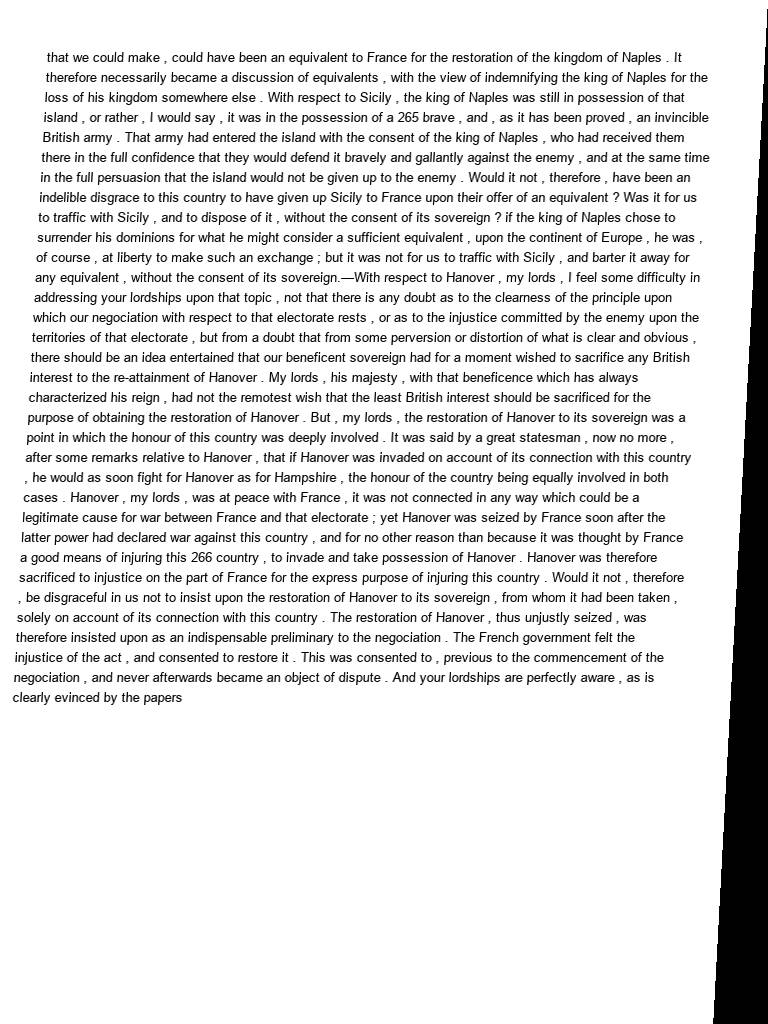 that we could make , could have been an equivalent to France for the restoration of the kingdom of Naples . It
therefore necessarily became a discussion of equivalents , with the view of indemnifying the king of Naples for the
loss of his kingdom somewhere else . With respect to Sicily , the king of Naples was still in possession of that
island , or rather , I would say , it was in the possession of a 265 brave , and , as it has been proved , an invincible
British army . That army had entered the island with the consent of the king of Naples , who had received them
there in the full confidence that they would defend it bravely and gallantly against the enemy , and at the same time
in the full persuasion that the island would not be given up to the enemy . Would it not , therefore , have been an
indelible disgrace to this country to have given up Sicily to France upon their offer of an equivalent ? Was it for us
to traffic with Sicily , and to dispose of it , without the consent of its sovereign ? if the king of Naples chose to
surrender his dominions for what he might consider a sufficient equivalent , upon the continent of Europe , he was ,
of course , at liberty to make such an exchange ; but it was not for us to traffic with Sicily , and barter it away for
any equivalent , without the consent of its sovereign.—With respect to Hanover , my lords , I feel some difficulty in
addressing your lordships upon that topic , not that there is any doubt as to the clearness of the principle upon
which our negociation with respect to that electorate rests , or as to the injustice committed by the enemy upon the
territories of that electorate , but from a doubt that from some perversion or distortion of what is clear and obvious ,
there should be an idea entertained that our beneficent sovereign had for a moment wished to sacrifice any British
interest to the re-attainment of Hanover . My lords , his majesty , with that beneficence which has always
characterized his reign , had not the remotest wish that the least British interest should be sacrificed for the
purpose of obtaining the restoration of Hanover . But , my lords , the restoration of Hanover to its sovereign was a
point in which the honour of this country was deeply involved . It was said by a great statesman , now no more ,
after some remarks relative to Hanover , that if Hanover was invaded on account of its connection with this country
, he would as soon fight for Hanover as for Hampshire , the honour of the country being equally involved in both
cases . Hanover , my lords , was at peace with France , it was not connected in any way which could be a
legitimate cause for war between France and that electorate ; yet Hanover was seized by France soon after the
latter power had declared war against this country , and for no other reason than because it was thought by France
a good means of injuring this 266 country , to invade and take possession of Hanover . Hanover was therefore
sacrificed to injustice on the part of France for the express purpose of injuring this country . Would it not , therefore
, be disgraceful in us not to insist upon the restoration of Hanover to its sovereign , from whom it had been taken ,
solely on account of its connection with this country . The restoration of Hanover , thus unjustly seized , was
therefore insisted upon as an indispensable preliminary to the negociation . The French government felt the
injustice of the act , and consented to restore it . This was consented to , previous to the commencement of the
negociation , and never afterwards became an object of dispute . And your lordships are perfectly aware , as is
clearly evinced by the papers